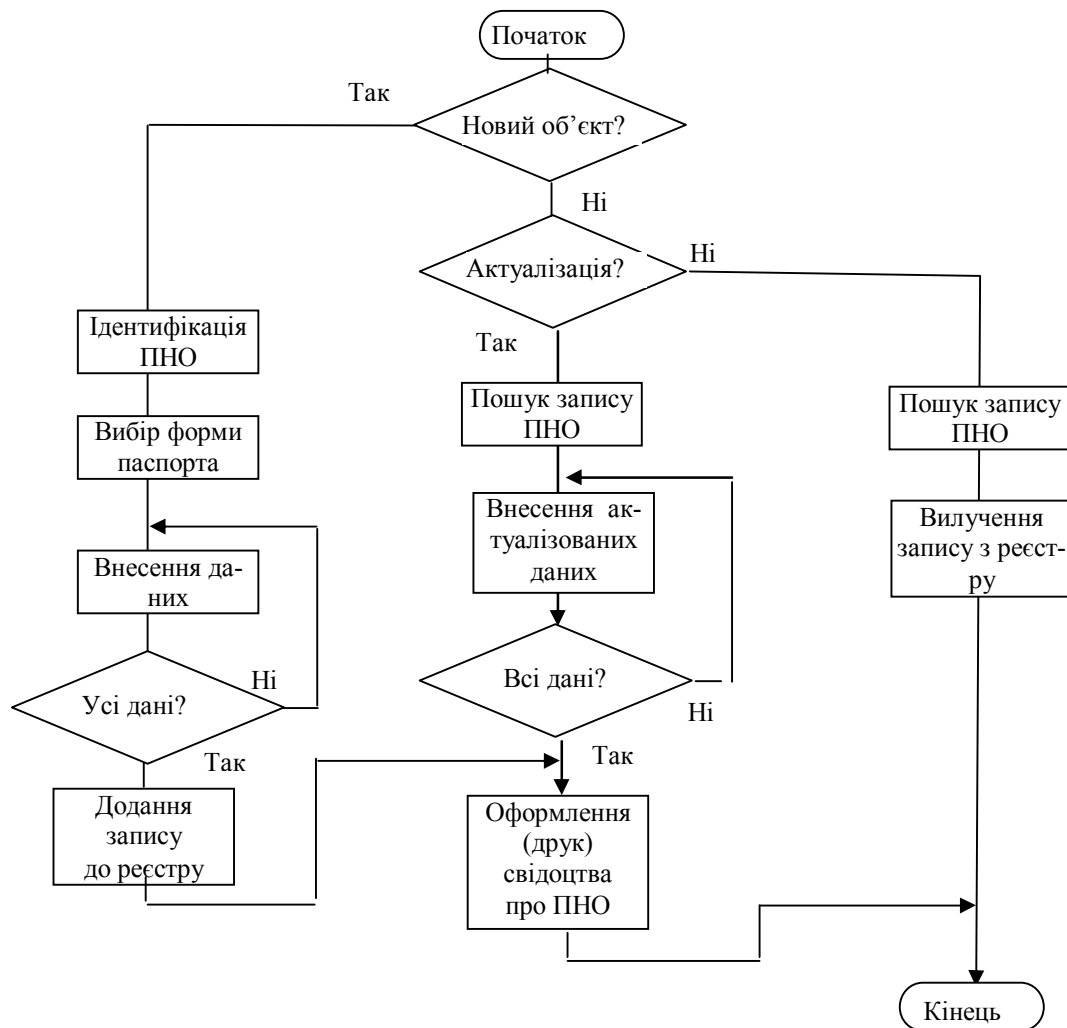 Початок
Так
Новий об’єкт?
Ні
Актуалізація?
Ні
Так
Ідентифікація
ПНО
Вибір форми
паспорта
Внесення да-
них
Усі дані?
Ні
Так
Додання
запису
до реєстру
Пошук запису
ПНО
Внесення ак-
туалізованих
даних
Всі дані?
Ні
Так
Оформлення
(друк)
свідоцтва
про ПНО
Пошук запису
ПНО
Вилучення
запису з реєст-
ру
Кінець